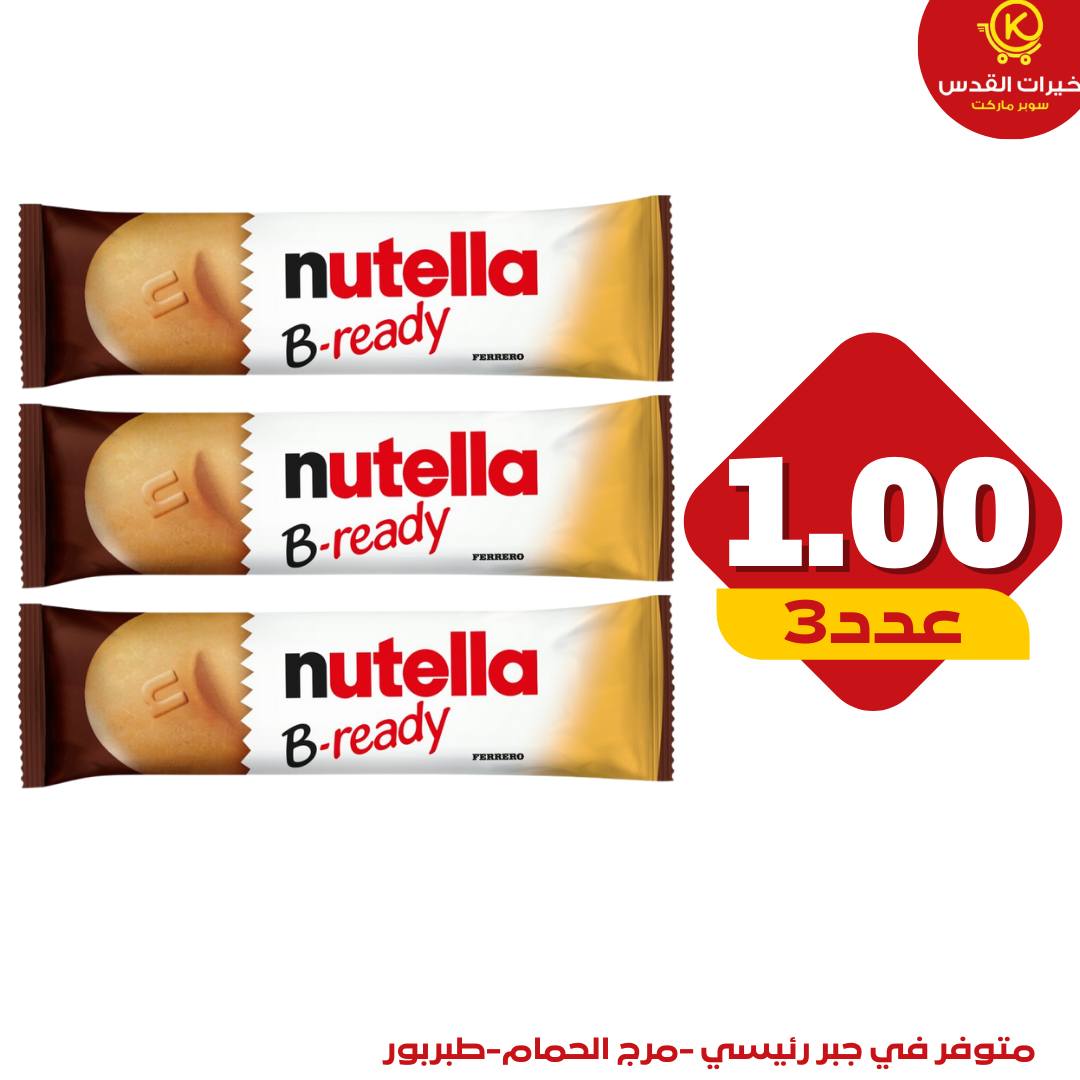 K
خيرات القدس
سوبر ماركت
nutella
B-ready
FERRERO
nutella
B-ready
FERRERO
nutella
B-ready
FERRERO
1.00
عدد3
متوفر في جبر رئيسي -مرج الحمام-طبربور